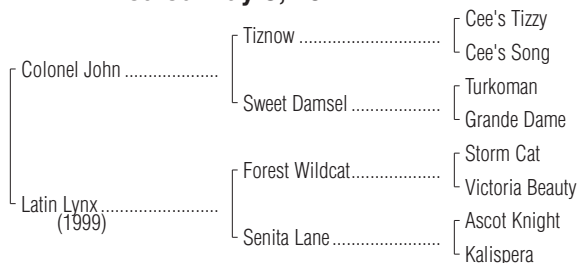 Cee's Tizzy
Tiznow
Cee's Song
Colonel John
Turkoman
Sweet Damsel
Grande Dame
Storm Cat
Forest Wildcat
Victoria Beauty
Latin Lynx
(1999)
Ascot Knight
Senita Lane
Kalispera